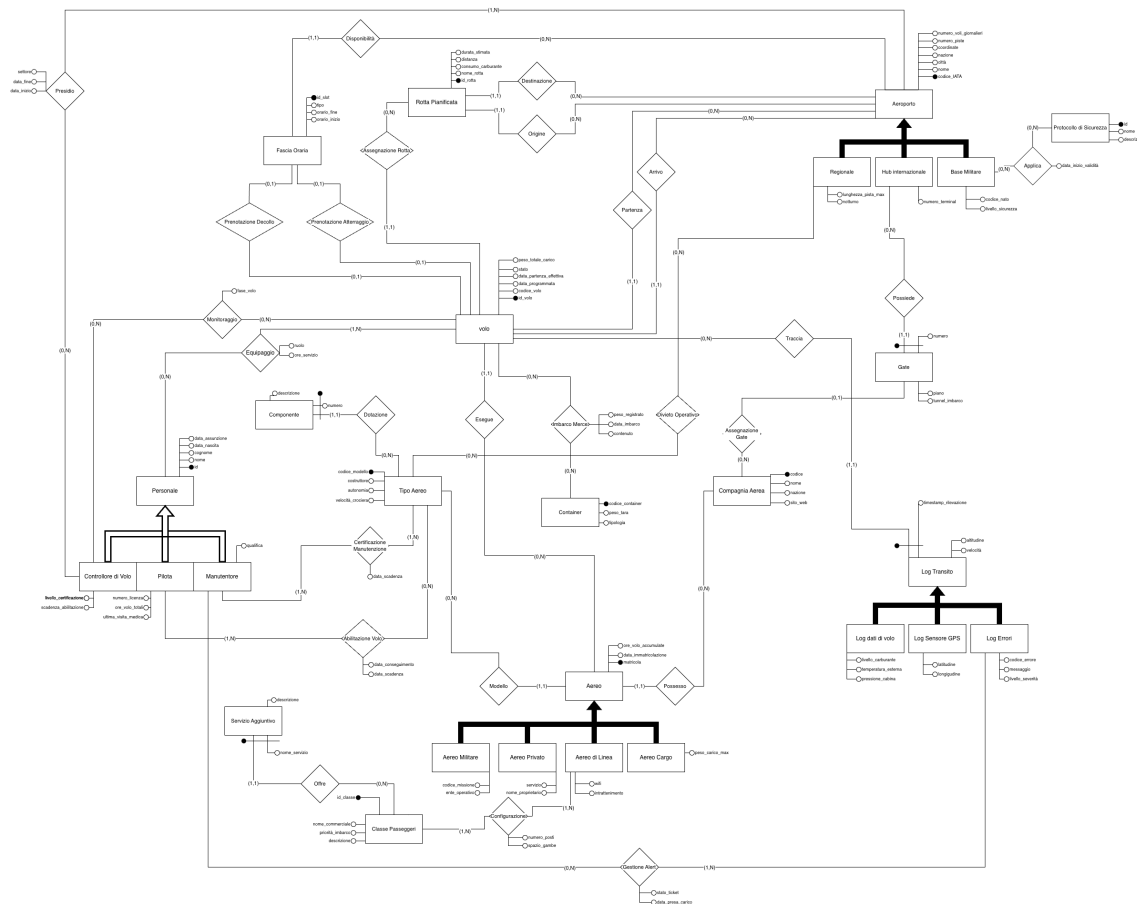 (1,N)
Disponibilità
(1,1)
(0,N)
numero_voli_giornalieri
numero_piste
coordinate
nazione
città
nome
codice_IATA
Aeroporto
settore
data_fine
data_inizio
Presidio
durata_stimata
distanza
consumo_carburante
nome_rotta
id_rotta
Rotta Pianificata
Destinazione
(1,1)
(0,N)
(1,1)
(0,N)
Origine
id_slot
tipo
orario_fine
orario_inizio
Fascia Oraria
(0,N)
Assegnazione Rotta
(1,1)
(0,N)
(0,N)
Arrivo
Partenza
(1,1)
(1,1)
Protocollo di Sicurezza
id
nome
(0,N)
Applica
data_inizio_validità
(0,N)
Regionale
Hub internazionale
Base Militare
lunghezza_pista_max
notturno
numero_terminal
codice_nato
livello_sicurezza
(0,1)
(0,1)
Prenotazione Decollo
Prenotazione Atterraggio
(0,1)
(0,1)
(0,N)
(0,N)
peso_totale_carico
stato
data_partenza_effettiva
data_programmata
codice_volo
id_volo
volo
fase_volo
Monitoraggio
(0,N)
(0,N)
Equipaggio
(1,N)
ruolo
ore_servizio
(0,N)
(0,N)
Traccia
(1,1)
Possiede
(1,1)
numero
Gate
piano
tunnel_imbarco
(0,1)
Assegnazione
Gate
(0,N)
descrizione
Componente
numero
(1,1)
Dotazione
(0,N)
(1,1)
Esegue
(0,N)
(0,N)
Imbarco Merce
peso_registrato
data_imbarco
contenuto
(0,N)
Divieto Operativo
(0,N)
data_assunzione
data_nascita
cognome
nome
id
Personale
codice_modello
costruttore
autonomia
velocità_crociera
Tipo Aereo
Container
codice_container
peso_tara
tipologia
Compagnia Aerea
codice
nome
nazione
sito_web
timestamp_rilevazione
altitudine
velocità
Log Transito
Certificazione
Manutenzione
(1,N)
(1,N)
data_scadenza
qualifica
Controllore di Volo
Pilota
Manutentore
livello_certificazione
scadenza_abilitazione
numero_licenza
ore_volo_totali
ultima_visita_medica
(1,N)
Abilitazione Volo
(0,N)
data_conseguimento
data_scadenza
(0,N)
Log dati di volo
Log Sensore GPS
Log Errori
livello_carburante
temperatura_esterna
pressione_cabina
latitudine
longigudine
codice_errore
messaggio
livello_severità
ore_volo_accumulate
data_immatricolazione
matricola
Modello
(1,1)
Aereo
(1,1)
Possesso
descrizione
Servizio Aggiuntivo
nome_servizio
(1,1)
Offre
(0,N)
Aereo Militare
Aereo Privato
Aereo di Linea
Aereo Cargo
peso_carico_max
codice_missione
ente_operativo
servizio
nome_proprietario
wifi
intrattenimento
id_classe
nome_commerciale
priorità_imbarco
descrizione
Classe Passeggeri
(1,N)
Configurazione
(1,N)
numero_posti
spazio_gambe
(0,N)
Gestione Alert
(1,N)
stato_ticket
data_presa_carico